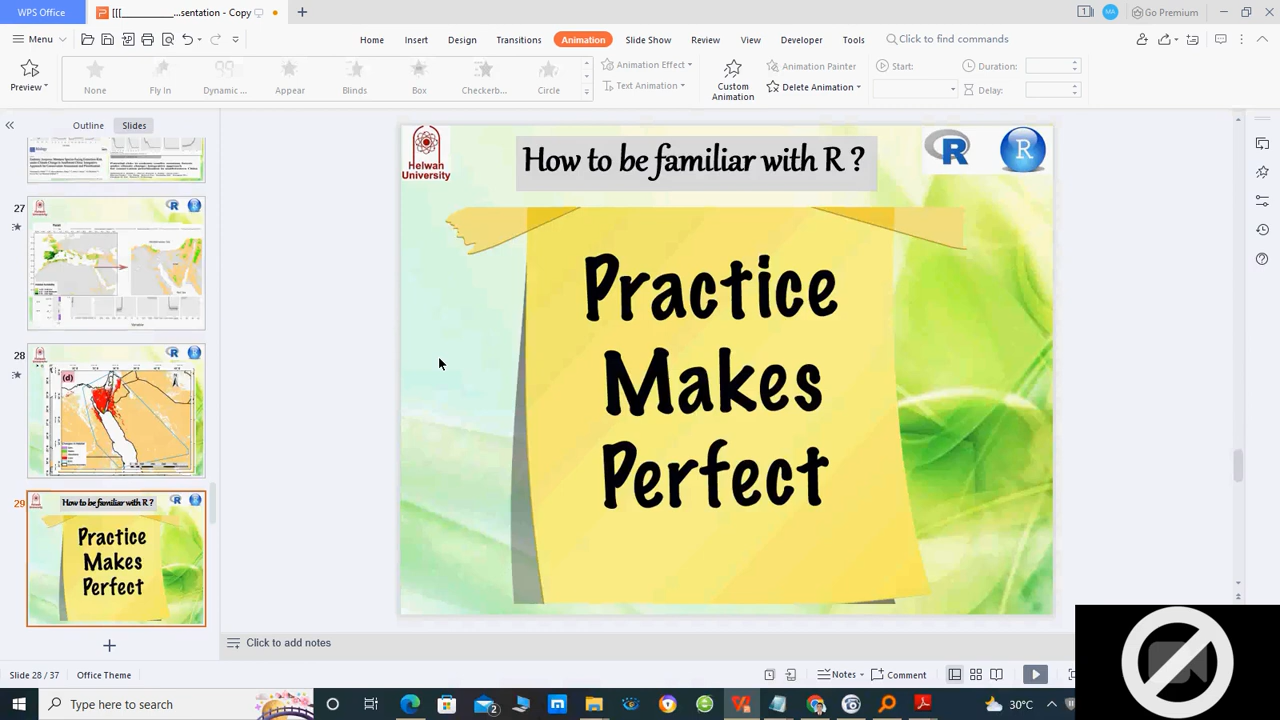 WPS Office
[[[__________...sentation - Copy
1
MA
Go Premium
Menu
Home
Insert
Design
Transitions
Animation
Slide Show
Review
View
Developer
Tools
Click to find commands
Preview
None
Fly In
Dynamic ...
Appear
Blinds
Box
Checkerb...
Circle
Animation Effect
Text Animation
Custom
Animation
Animation Painter
Delete Animation
Start:
Duration:
Delay:
Outline
Slides
27
28
(d)
29
How to be familiar with R ?
Practice
Makes
Perfect
Helwan
University
How to be familiar with R ?
R
R
Practice
Makes
Perfect
Click to add notes
Slide 28 / 37
Office Theme
Notes
Comment
Type here to search
30°C